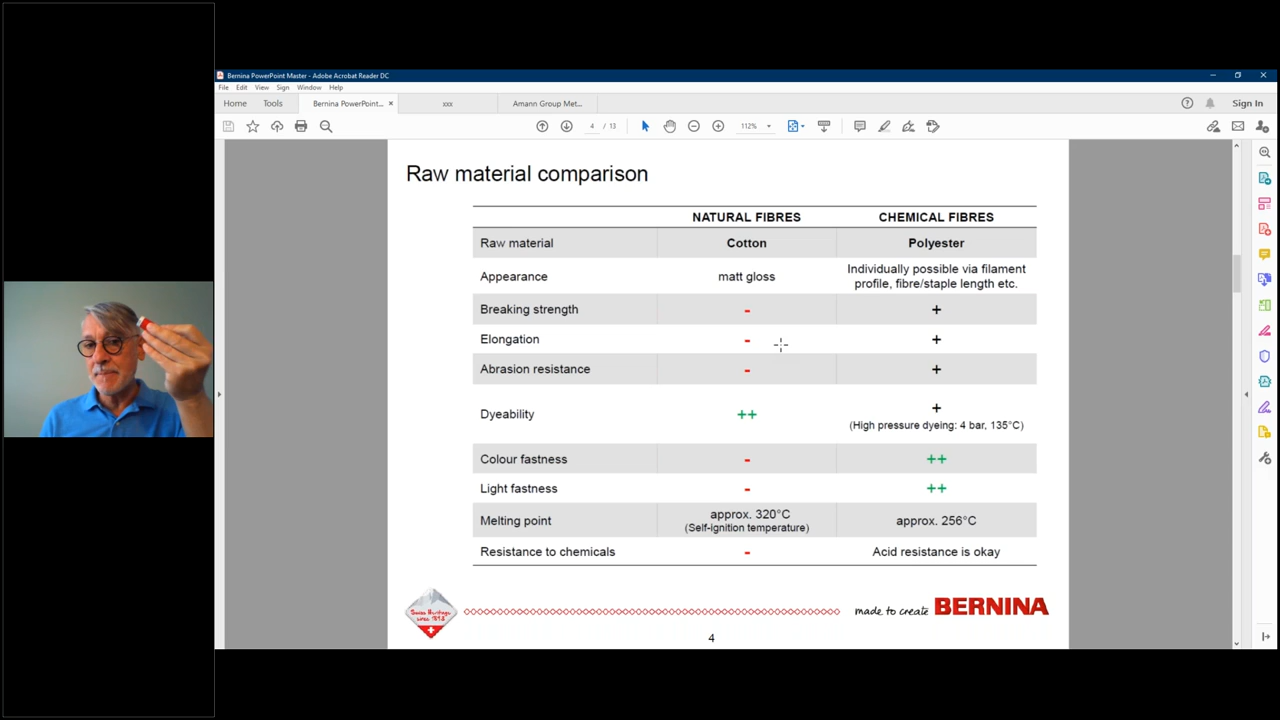 Bernina PowerPoint Master - Adobe Acrobat Reader DC
File Edit View Sign Window Help
Home Tools Bernina PowerPoint... × xxx Amann Group Met... Sign In
4 / 13 112%
Raw material comparison
NATURAL FIBRES CHEMICAL FIBRES
Raw material Cotton Polyester
Appearance matt gloss Individually possible via filament
profile, fibre/staple length etc.
Breaking strength - +
Elongation - +
Abrasion resistance - +
Dyeability ++ +
(High pressure dyeing: 4 bar, 135°C)
Colour fastness - ++
Light fastness - ++
Melting point approx. 320°C approx. 256°C
(Self-ignition temperature)
Resistance to chemicals - Acid resistance is okay
Swiss Heritage
since 1893
made to create BERNINA
4